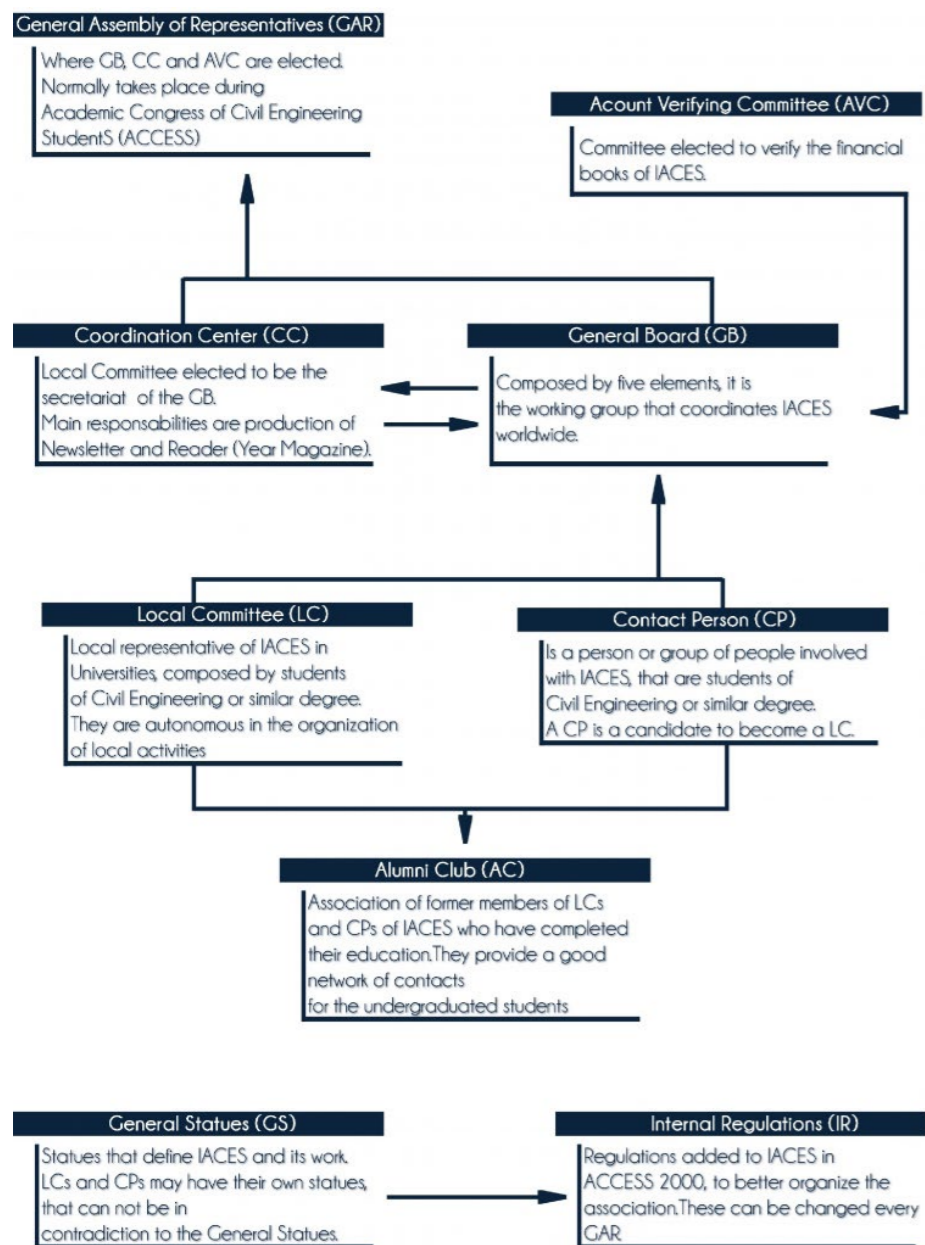 General Assembly of Representatives (GAR)
Where GB, CC and AVC are elected.
Normally takes place during
Academic Congress of Civil Engineering
StudentS (ACCESS)
Acount Verifying Committee (AVC)
Committee elected to verify the financial
books of IACES.
Coordination Center (CC)
Local Committee elected to be the
secretariat of the GB.
Main responsabilities are production of
Newsletter and Reader (Year Magazine).
General Board (GB)
Composed by five elements, it is
the working group that coordinates IACES
worldwide.
Local Committee (LC)
Local representative of IACES in
Universities, composed by students
of Civil Engineering or similar degree.
They are autonomous in the organization
of local activities
Contact Person (CP)
Is a person or group of people involved
with IACES, that are students of
Civil Engineering or similar degree.
A CP is a candidate to become a LC.
Alumni Club (AC)
Association of former members of LCs
and CPs of IACES who have completed
their education.They provide a good
network of contacts
for the undergraduated students
General Statues (GS)
Statues that define IACES and its work.
LCs and CPs may have their own statues,
that can not be in
contradiction to the General Statues.
Internal Regulations (IR)
Regulations added to IACES in
ACCESS 2000, to better organize the
association.These can be changed every
GAR